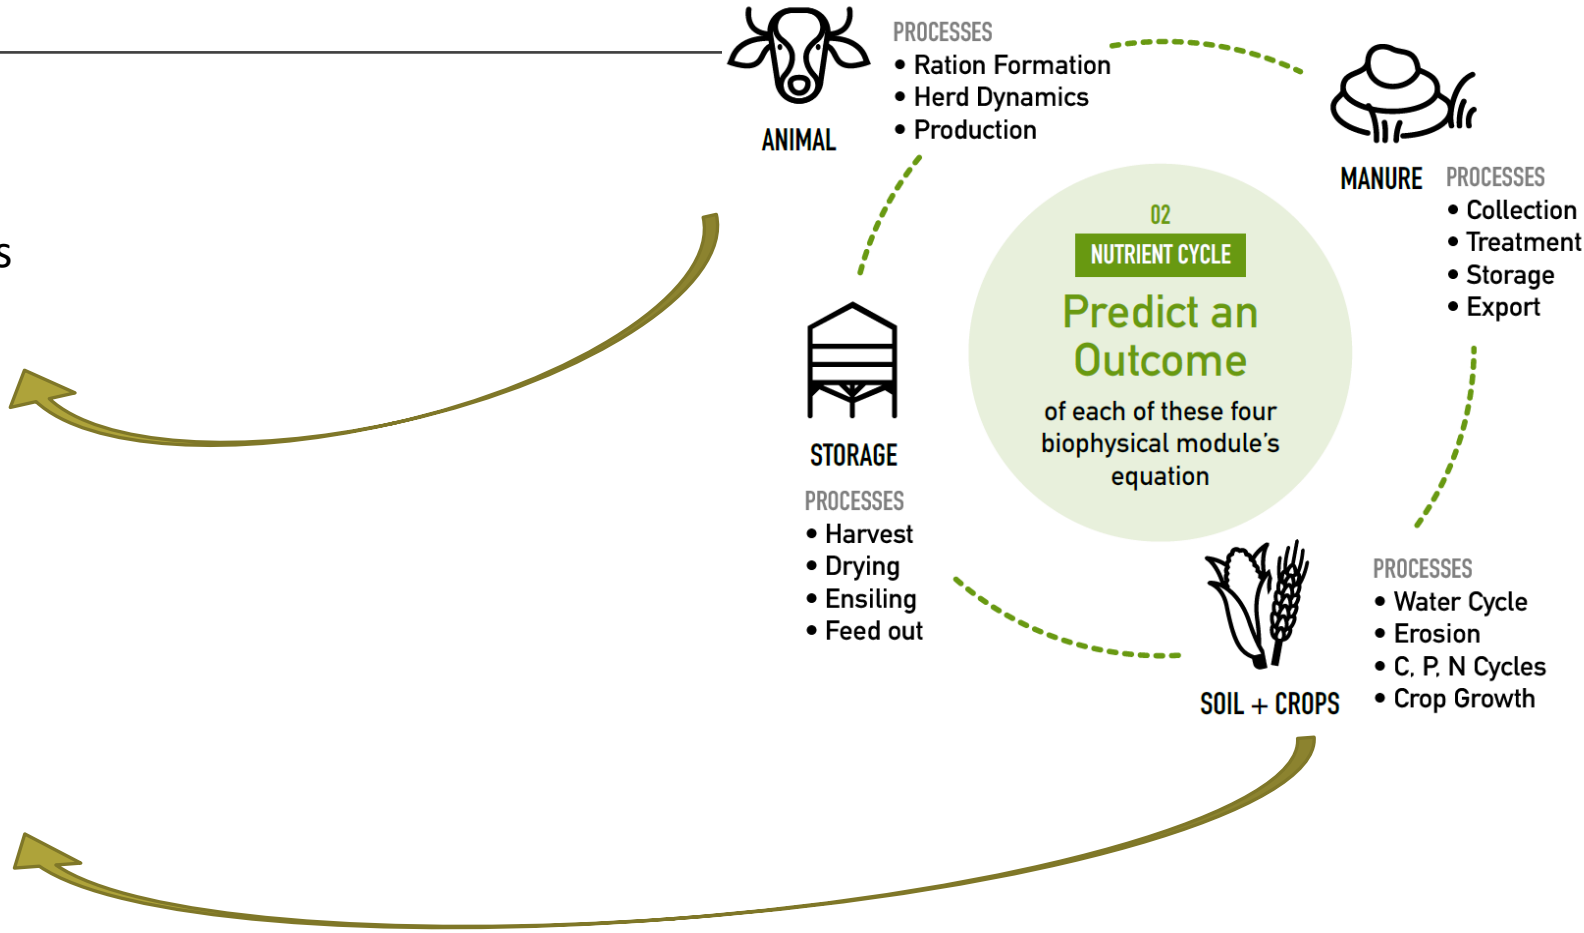 PROCESSES
• Ration Formation
• Herd Dynamics
• Production
ANIMAL
MANURE
PROCESSES
• Collection
• Treatment
• Storage
• Export
s
02
NUTRIENT CYCLE
Predict an
Outcome
of each of these four
biophysical module's
equation
STORAGE
PROCESSES
• Harvest
• Drying
• Ensiling
• Feed out
PROCESSES
• Water Cycle
• Erosion
• C, P, N Cycles
• Crop Growth
SOIL + CROPS